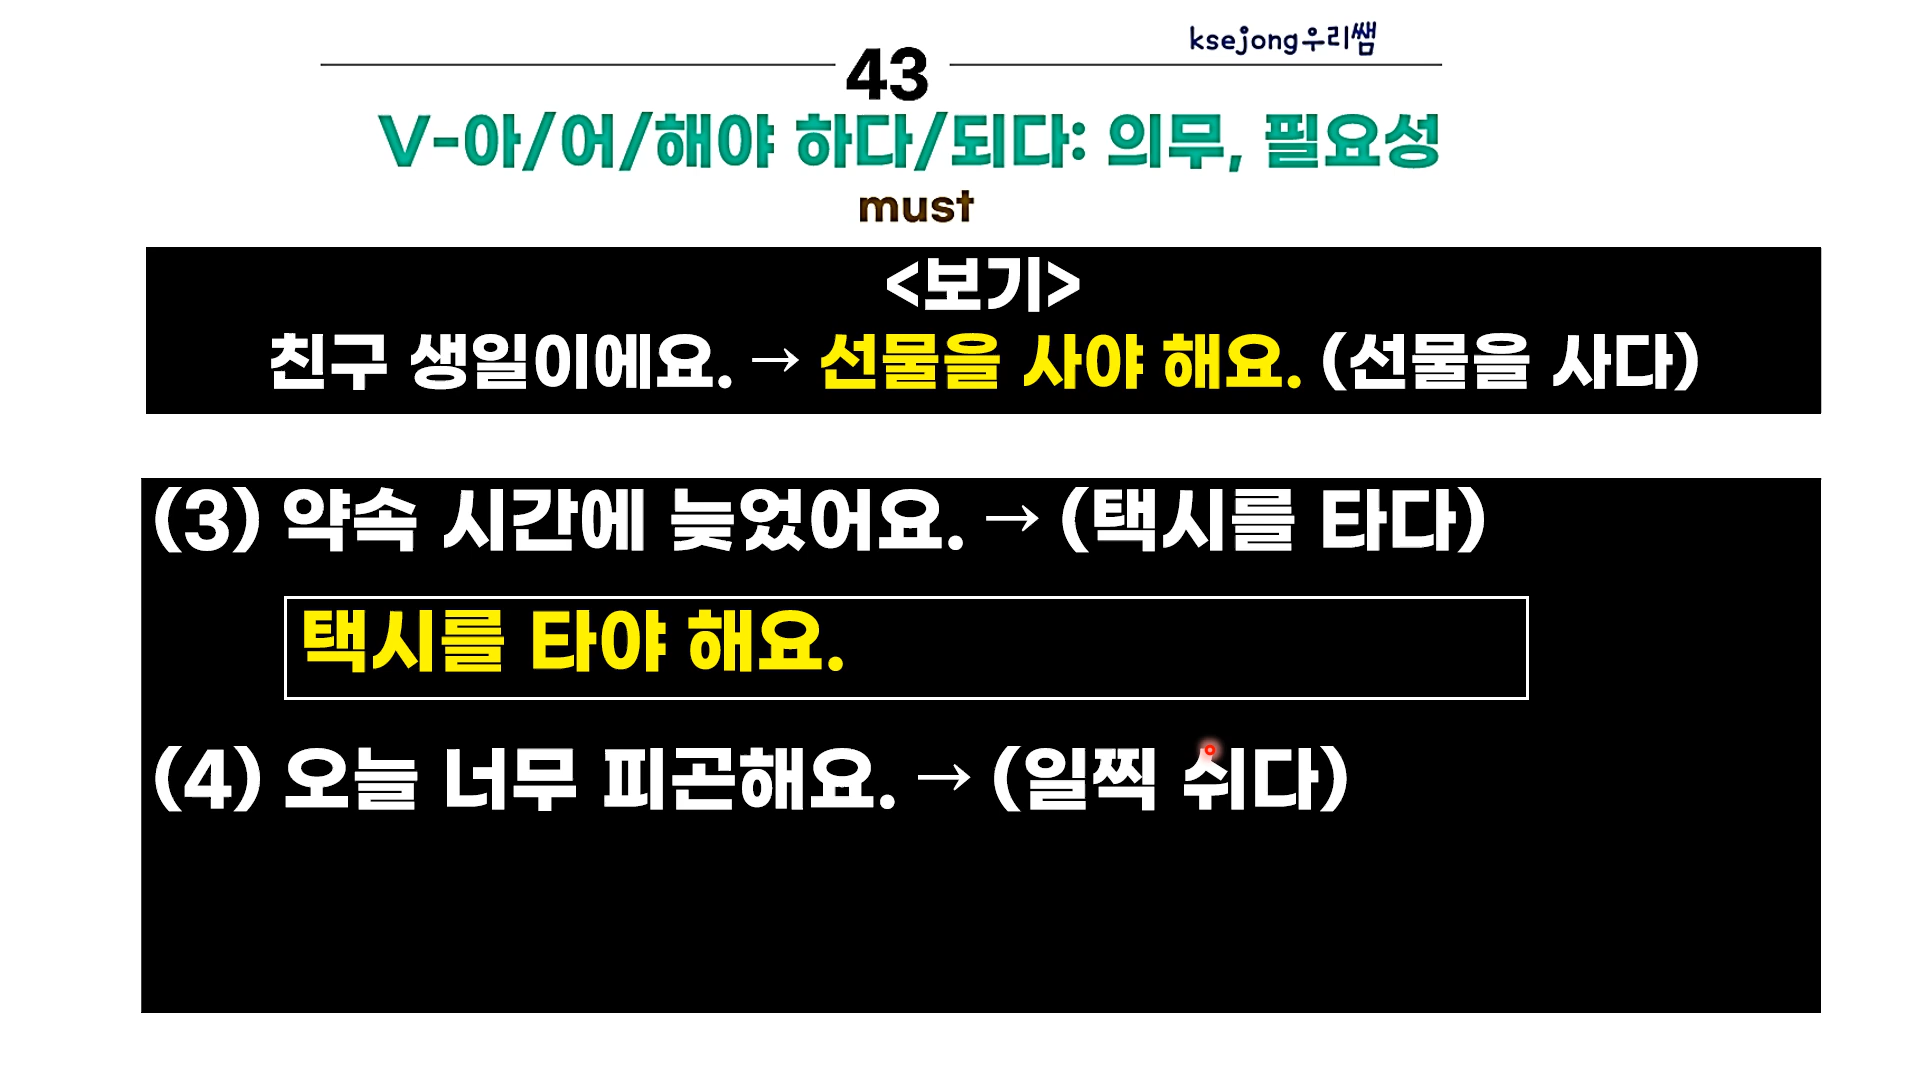 ksejong우리쌤
43
V-아/어/해야 하다/되다: 의무, 필요성
must
<보기>
친구 생일이에요. → 선물을 사야 해요. (선물을 사다)
(3) 약속 시간에 늦었어요. → (택시를 타다)
택시를 타야 해요.
(4) 오늘 너무 피곤해요. → (일찍 쉬다)